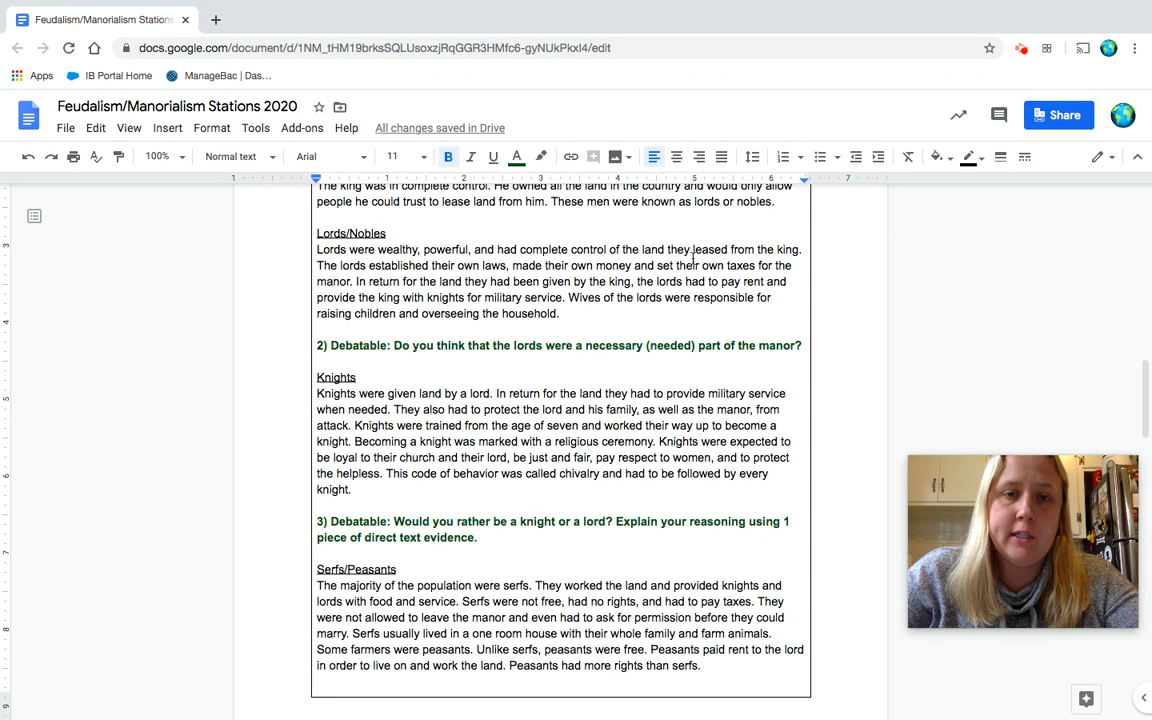 Feudalism/Manorialism Stations
docs.google.com/document/d/1NM_tHM19brksSQLUsoxzjRqGGR3HMfc6-gyNUkPkxl4/edit
Apps IB Portal Home ManageBac | Das...
Feudalism/Manorialism Stations 2020
Share
File Edit View Insert Format Tools Add-ons Help All changes saved in Drive
100% Normal text Arial 11
1 1 2 3 4 5 6 7
The king was in complete control. He owned all the land in the country and would only allow
people he could trust to lease land from him. These men were known as lords or nobles.
Lords/Nobles
Lords were wealthy, powerful, and had complete control of the land they leased from the king.
The lords established their own laws, made their own money and set their own taxes for the
manor. In return for the land they had been given by the king, the lords had to pay rent and
provide the king with knights for military service. Wives of the lords were responsible for
raising children and overseeing the household.
2) Debatable: Do you think that the lords were a necessary (needed) part of the manor?
Knights
Knights were given land by a lord. In return for the land they had to provide military service
when needed. They also had to protect the lord and his family, as well as the manor, from
attack. Knights were trained from the age of seven and worked their way up to become a
knight. Becoming a knight was marked with a religious ceremony. Knights were expected to
be loyal to their church and their lord, be just and fair, pay respect to women, and to protect
the helpless. This code of behavior was called chivalry and had to be followed by every
knight.
3) Debatable: Would you rather be a knight or a lord? Explain your reasoning using 1
piece of direct text evidence.
Serfs/Peasants
The majority of the population were serfs. They worked the land and provided knights and
lords with food and service. Serfs were not free, had no rights, and had to pay taxes. They
were not allowed to leave the manor and even had to ask for permission before they could
marry. Serfs usually lived in a one room house with their whole family and farm animals.
Some farmers were peasants. Unlike serfs, peasants were free. Peasants paid rent to the lord
in order to live on and work the land. Peasants had more rights than serfs.
3
4
5
6
7
8
9